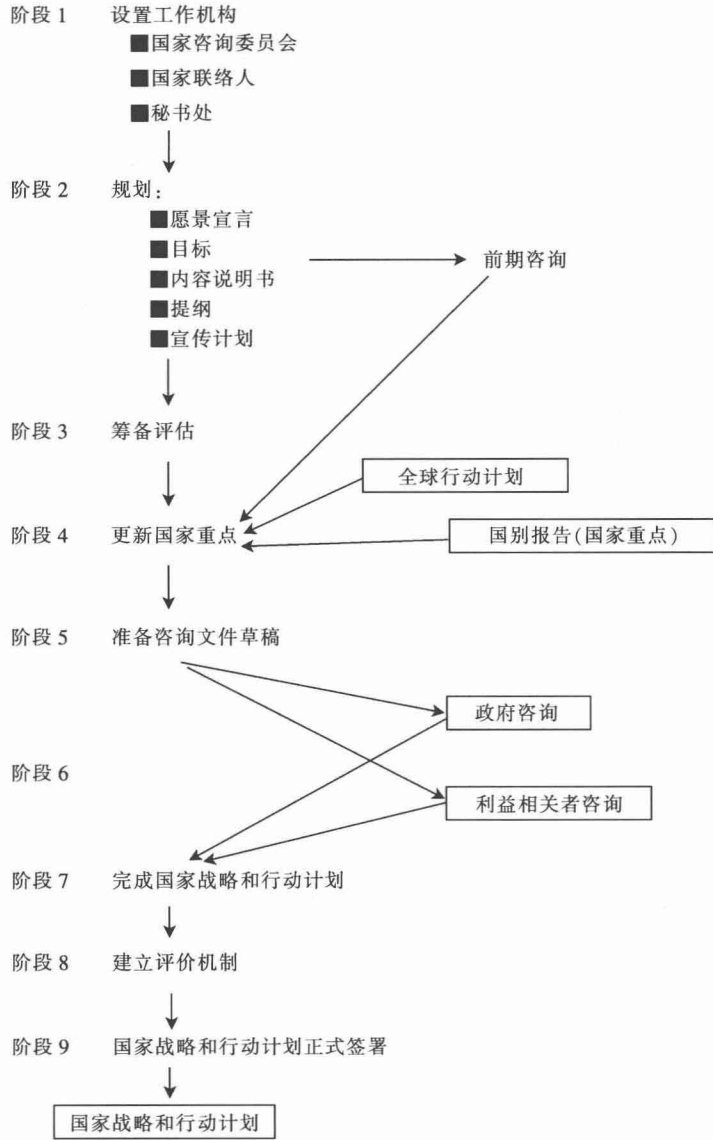 阶段 1 设置工作机构
■国家咨询委员会
■国家联络人
■秘书处
阶段 2 规划：
■愿景宣言
■目标
■内容说明书
■提纲
■宣传计划
前期咨询
阶段 3 筹备评估
全球行动计划
阶段 4 更新国家重点
国别报告(国家重点)
阶段 5 准备咨询文件草稿
政府咨询
阶段 6
利益相关者咨询
阶段 7 完成国家战略和行动计划
阶段 8 建立评价机制
阶段 9 国家战略和行动计划正式签署
国家战略和行动计划